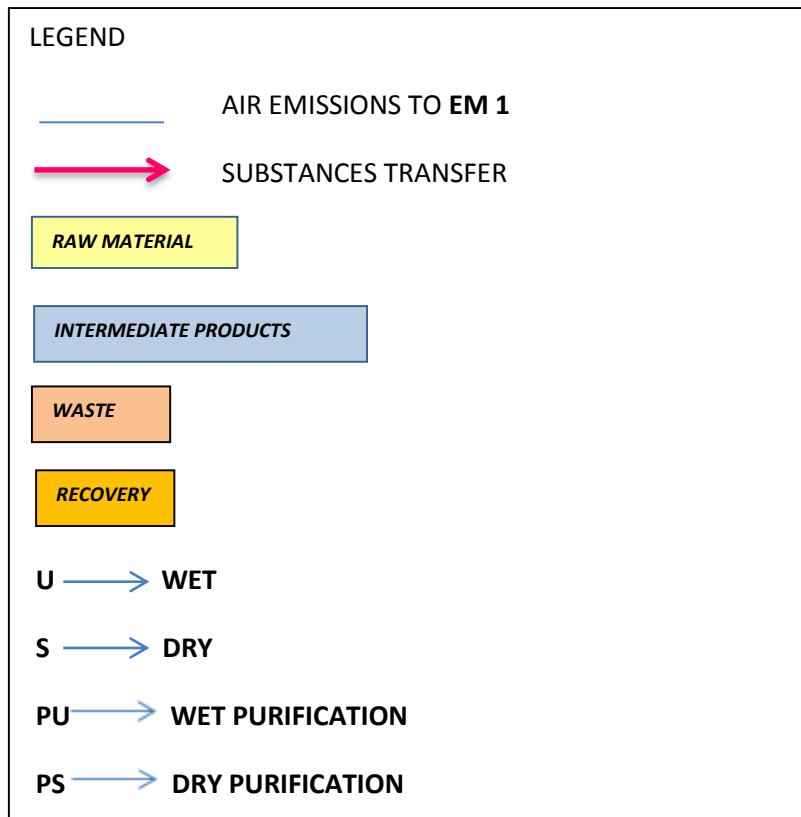 LEGEND
AIR EMISSIONS TO EM 1
SUBSTANCES TRANSFER
RAW MATERIAL
INTERMEDIATE PRODUCTS
WASTE
RECOVERY
U WET
S DRY
PU WET PURIFICATION
PS DRY PURIFICATION